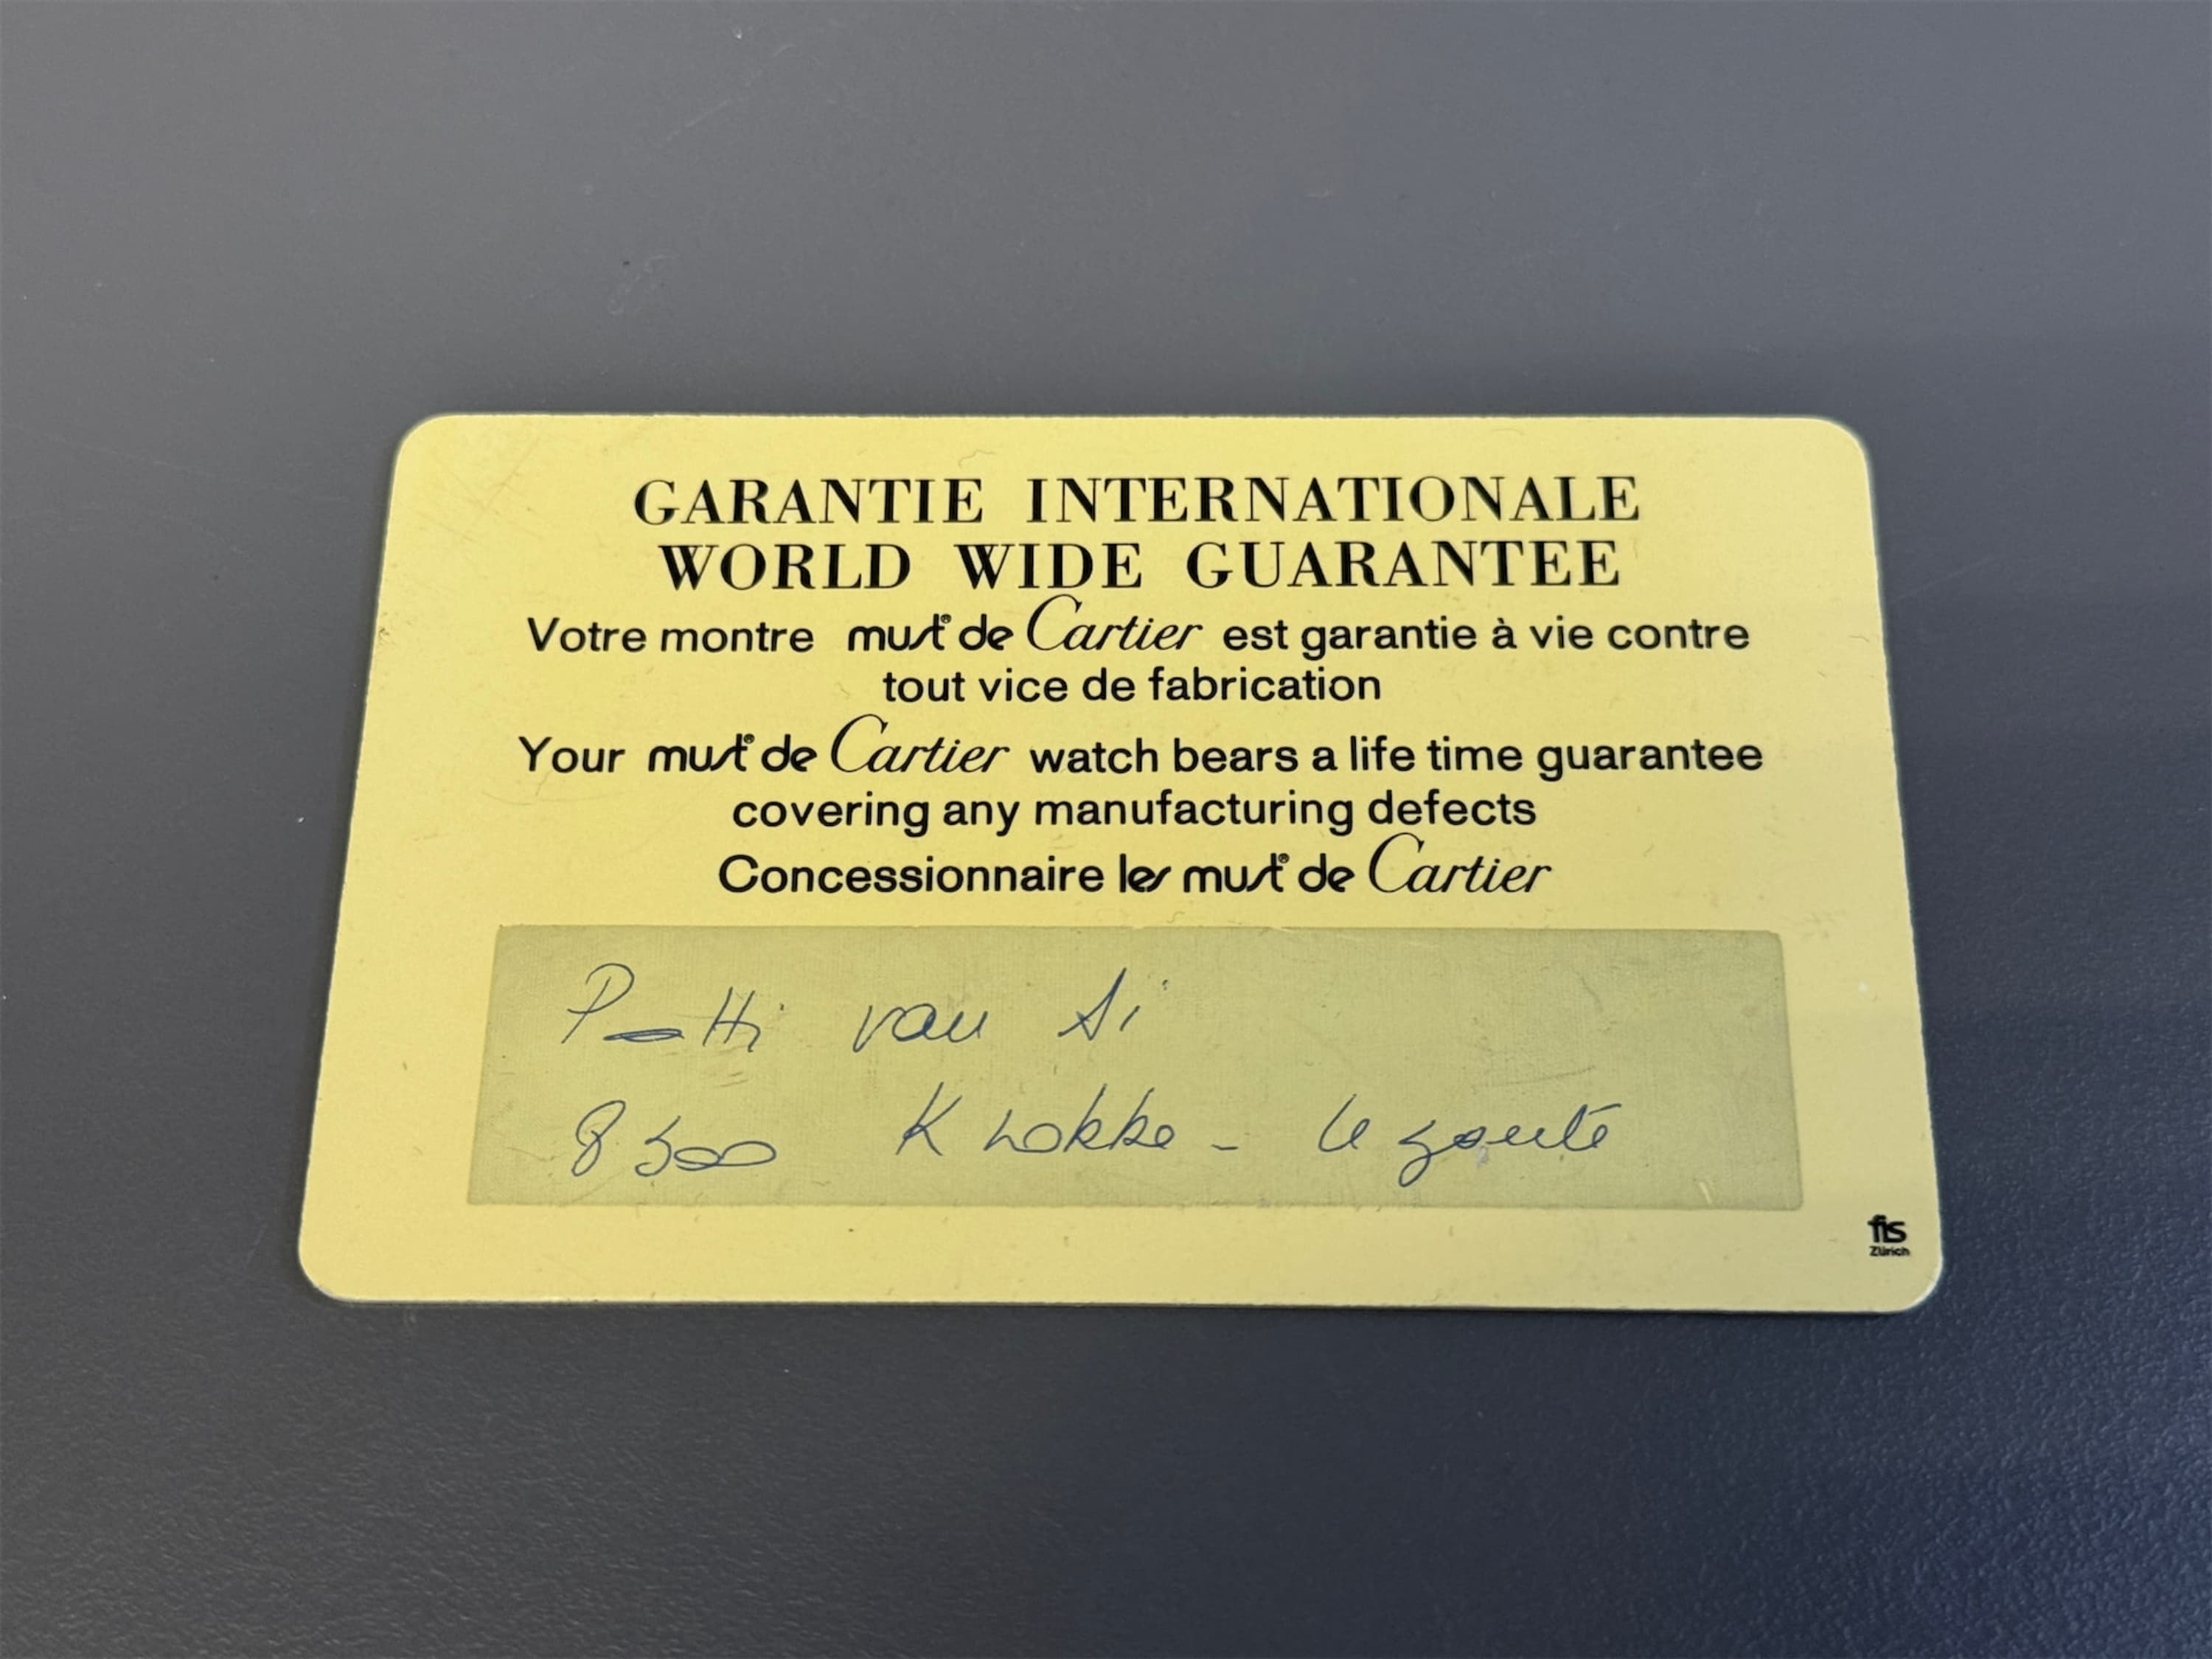 GARANTIE INTERNATIONALE
WORLD WIDE GUARANTEE
Votre montre must® de Cartier est garantie à vie contre
tout vice de fabrication
Your must® de Cartier watch bears a life time guarantee
covering any manufacturing defects
Concessionnaire les must® de Cartier
van
8300 Knokke - Le zoute
fis
Zürich